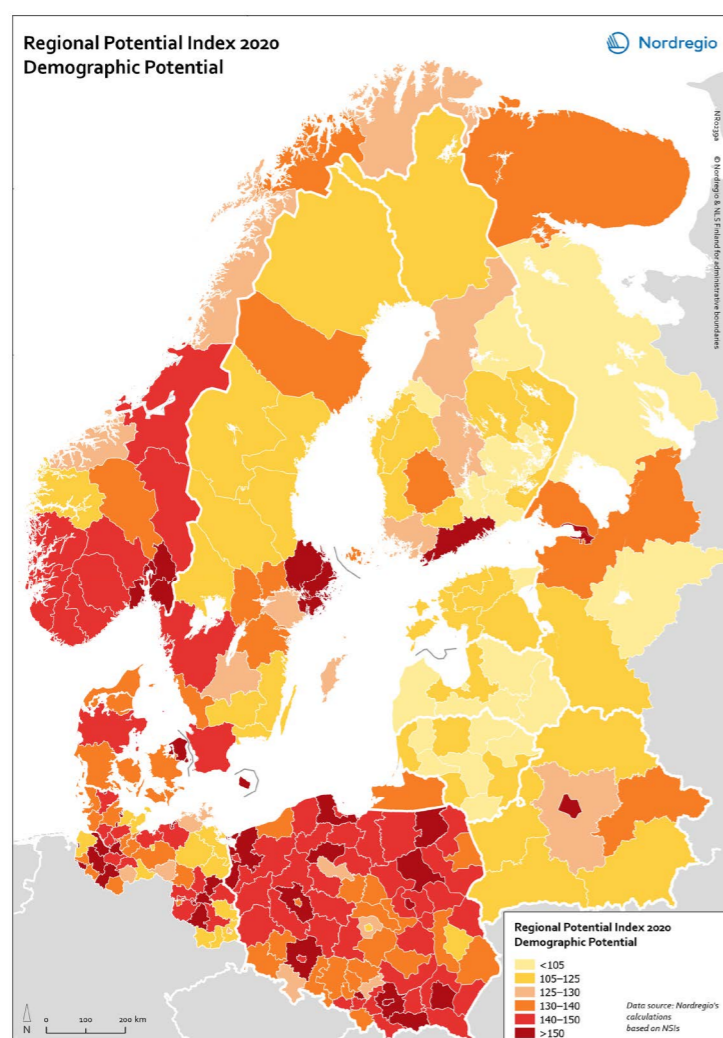 Regional Potential Index 2020
Demographic Potential
Nordregio
NR02392
© Nordregio & NLS Finland for administrative boundaries
Regional Potential Index 2020
Demographic Potential
<105
105–125
125–130
130–140
140–150
>150
Data source: Nordregio's
calculations
based on NSIs
N
0 100 200 km